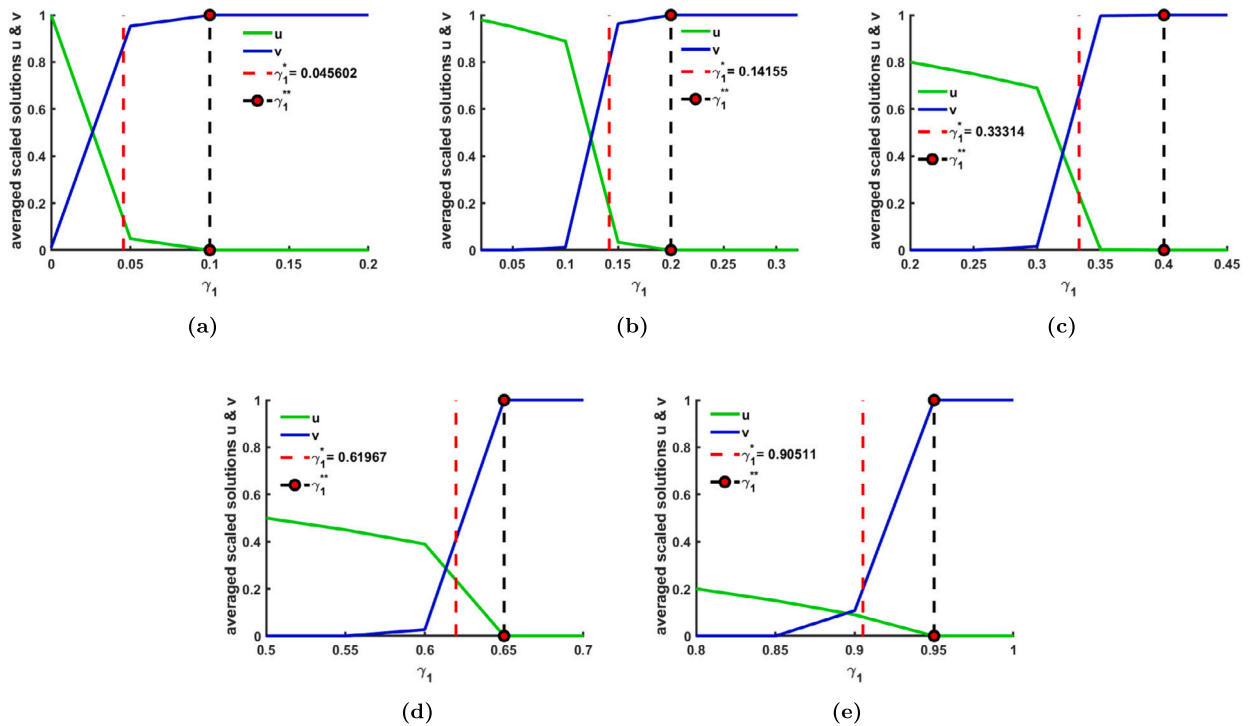 averaged scaled solutions u & v
1
0.8
0.6
0.4
0.2
0
0
0.05
0.1
0.15
0.2
γ₁
u
v
γ₁* = 0.045602
γ₁**
(a)
averaged scaled solutions u & v
1
0.8
0.6
0.4
0.2
0
0.05
0.1
0.15
0.2
0.25
0.3
γ₁
u
v
γ₁* = 0.14155
γ₁**
(b)
averaged scaled solutions u & v
1
0.8
0.6
0.4
0.2
0
0.2
0.25
0.3
0.35
0.4
0.45
γ₁
u
v
γ₁* = 0.33314
γ₁**
(c)
averaged scaled solutions u & v
1
0.8
0.6
0.4
0.2
0
0.5
0.55
0.6
0.65
0.7
γ₁
u
v
γ₁* = 0.61967
γ₁**
(d)
averaged scaled solutions u & v
1
0.8
0.6
0.4
0.2
0
0.8
0.85
0.9
0.95
1
γ₁
u
v
γ₁* = 0.90511
γ₁**
(e)